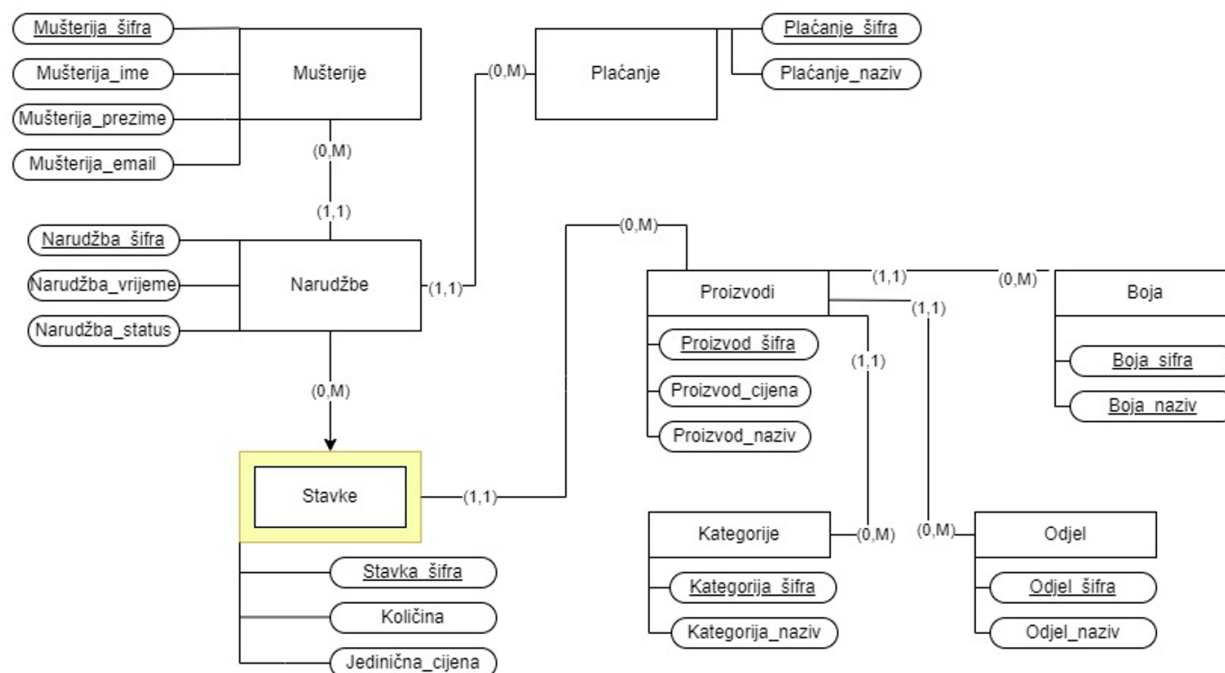 Mušterija_šifra
Mušterija_ime
Mušterija_prezime
Mušterija_email
Mušterije
(0,M)
Plaćanje
Plaćanje_šifra
Plaćanje_naziv
(0,M)
(1,1)
Narudžba_šifra
Narudžba_vrijeme
Narudžba_status
Narudžbe
(1,1)
(0,M)
Stavke
(1,1)
(0,M)
Stavka_šifra
Količina
Jedinična_cijena
Proizvodi
Proizvod_šifra
Proizvod_cijena
Proizvod_naziv
(1,1)
(0,M)
(1,1)
(1,1)
Boja
Boja_sifra
Boja_naziv
Kategorije
(0,M)
Kategorija_šifra
Kategorija_naziv
(0,M)
Odjel
Odjel_šifra
Odjel_naziv